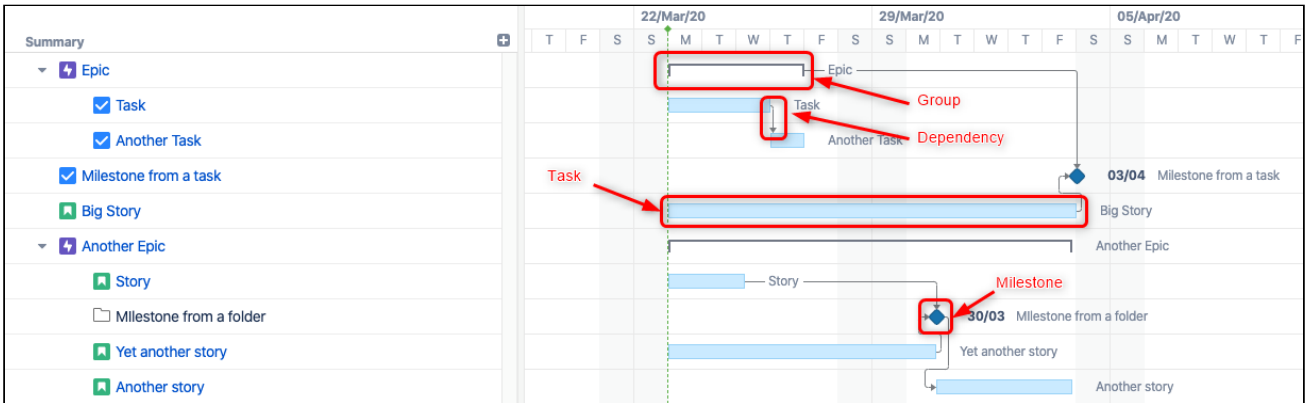 22/Mar/20 29/Mar/20 05/Apr/20
Summary T F S S M T W T F S S M T W T F S S M T W T F
Epic Epic
Task Task Group
Another Task Another Task Dependency
Milestone from a task Task 03/04 Milestone from a task
Big Story Big Story
Another Epic Another Epic
Story Story Milestone
MIlestone from a folder 30/03 MIlestone from a folder
Yet another story Yet another story
Another story Another story